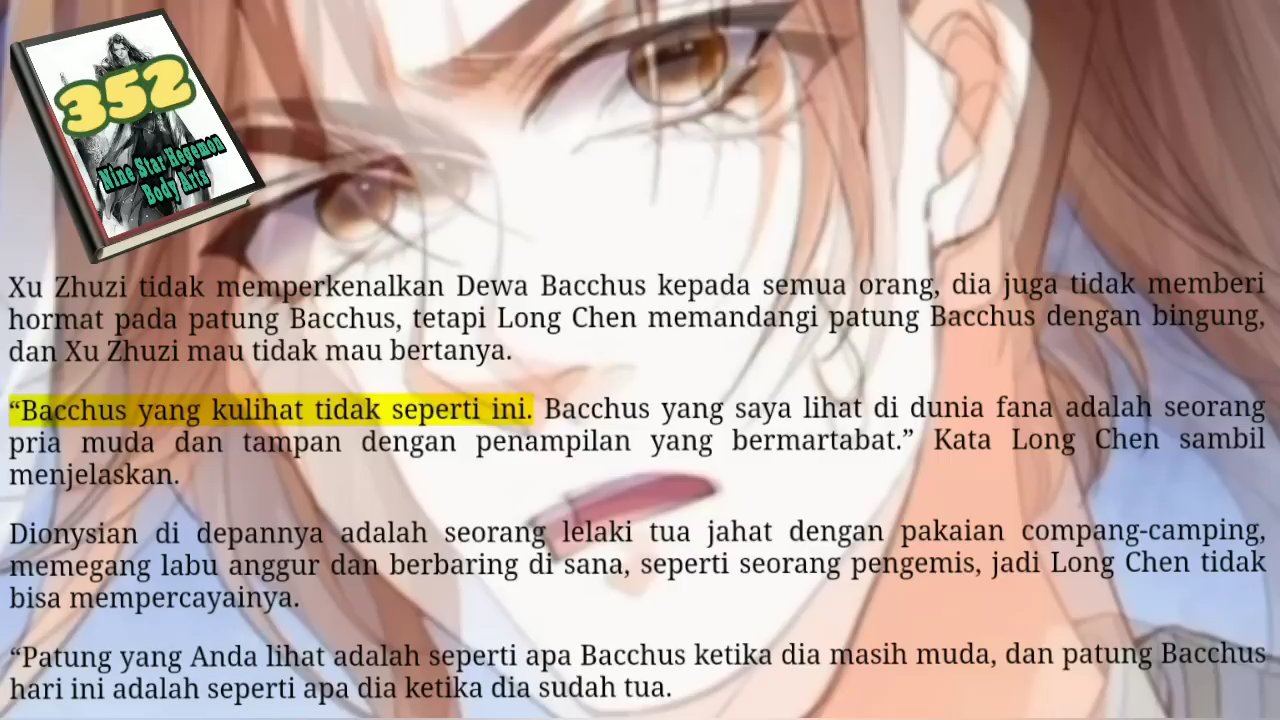 352
Nine Star Hegemon
Body Arts
Xu Zhuzi tidak memperkenalkan Dewa Bacchus kepada semua orang, dia juga tidak memberi
hormat pada patung Bacchus, tetapi Long Chen memandangi patung Bacchus dengan bingung,
dan Xu Zhuzi mau tidak mau bertanya.
“Bacchus yang kulihat tidak seperti ini. Bacchus yang saya lihat di dunia fana adalah seorang
pria muda dan tampan dengan penampilan yang bermartabat.” Kata Long Chen sambil
menjelaskan.
Dionysian di depannya adalah seorang lelaki tua jahat dengan pakaian compang-camping,
memegang labu anggur dan berbaring di sana, seperti seorang pengemis, jadi Long Chen tidak
bisa mempercayainya.
“Patung yang Anda lihat adalah seperti apa Bacchus ketika dia masih muda, dan patung Bacchus
hari ini adalah seperti apa dia ketika dia sudah tua.